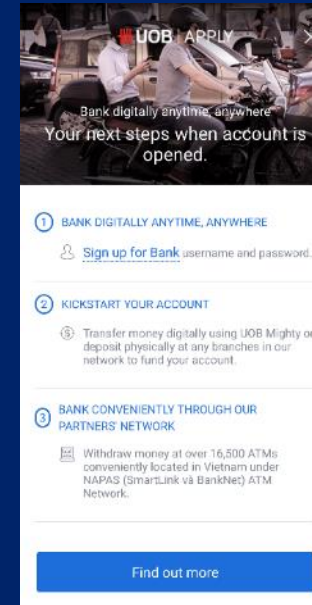 UOB | APPLY
Bank digitally anytime, anywhere
Your next steps when account is
opened.
1 BANK DIGITALLY ANYTIME, ANYWHERE
Sign up for Bank username and password.
2 KICKSTART YOUR ACCOUNT
Transfer money digitally using UOB Mighty or
deposit physically at any branches in our
network to fund your account.
3 BANK CONVENIENTLY THROUGH OUR
PARTNERS' NETWORK
Withdraw money at over 16,500 ATMs
conveniently located in Vietnam under
NAPAS (SmartLink và BankNet) ATM
Network.
Find out more